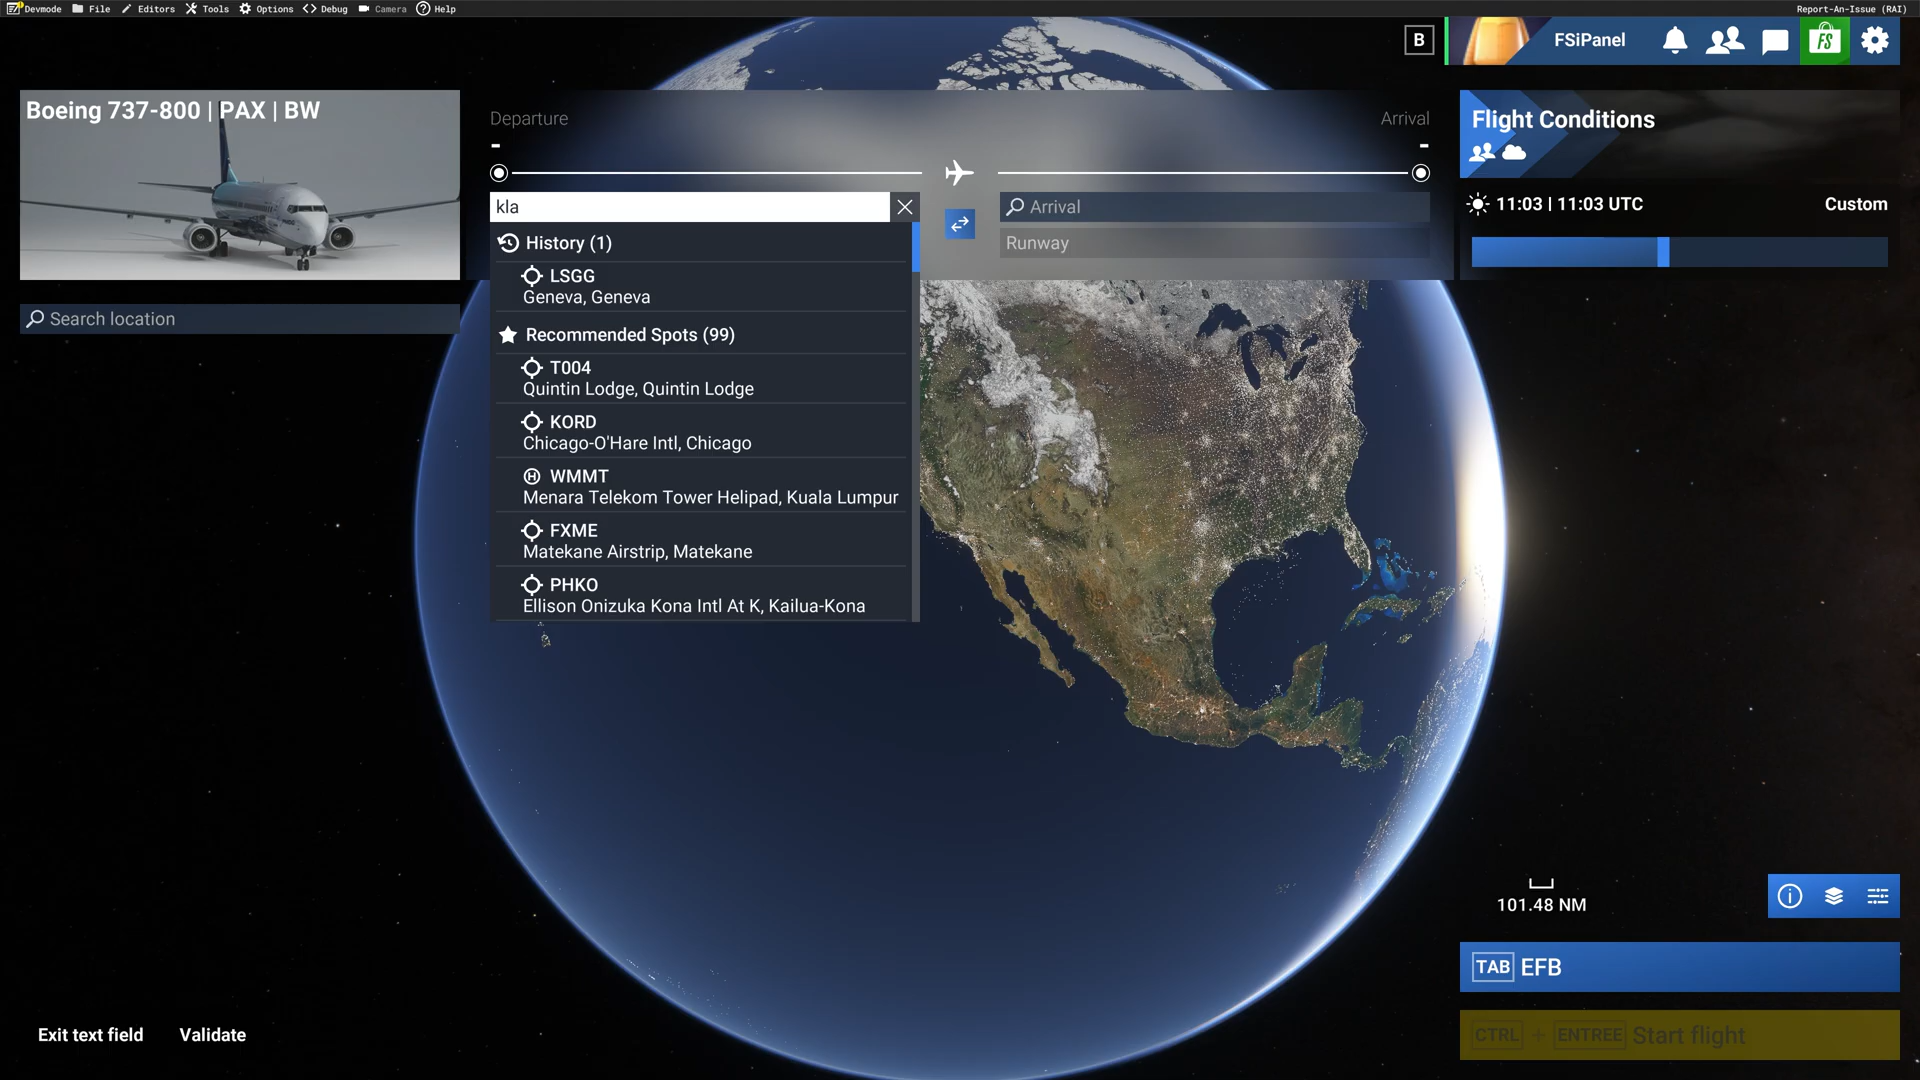 Devmode File Editors Tools Options Debug Camera Help
Report-An-Issue (RAI)
B
FSiPanel
FS
Boeing 737-800 | PAX | BW
Search location
Departure
-
Arrival
-
kla
History (1)
LSGG
Geneva, Geneva
Recommended Spots (99)
T004
Quintin Lodge, Quintin Lodge
KORD
Chicago-O'Hare Intl, Chicago
H WMMT
Menara Telekom Tower Helipad, Kuala Lumpur
FXME
Matekane Airstrip, Matekane
PHKO
Ellison Onizuka Kona Intl At K, Kailua-Kona
Arrival
Runway
Flight Conditions
11:03 | 11:03 UTC
Custom
101.48 NM
TAB EFB
CTRL + ENTREE Start flight
Exit text field
Validate